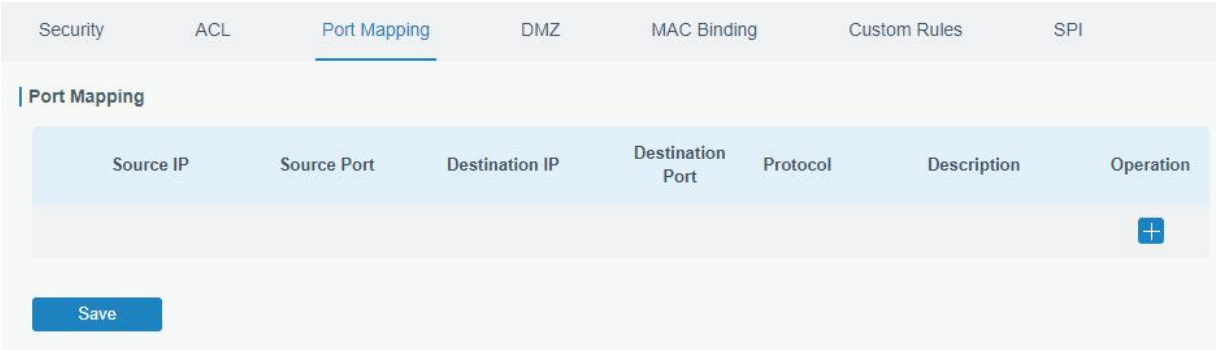 Security ACL Port Mapping DMZ MAC Binding Custom Rules SPI
Port Mapping
Source IP Source Port Destination IP Destination Port Protocol Description Operation
Save